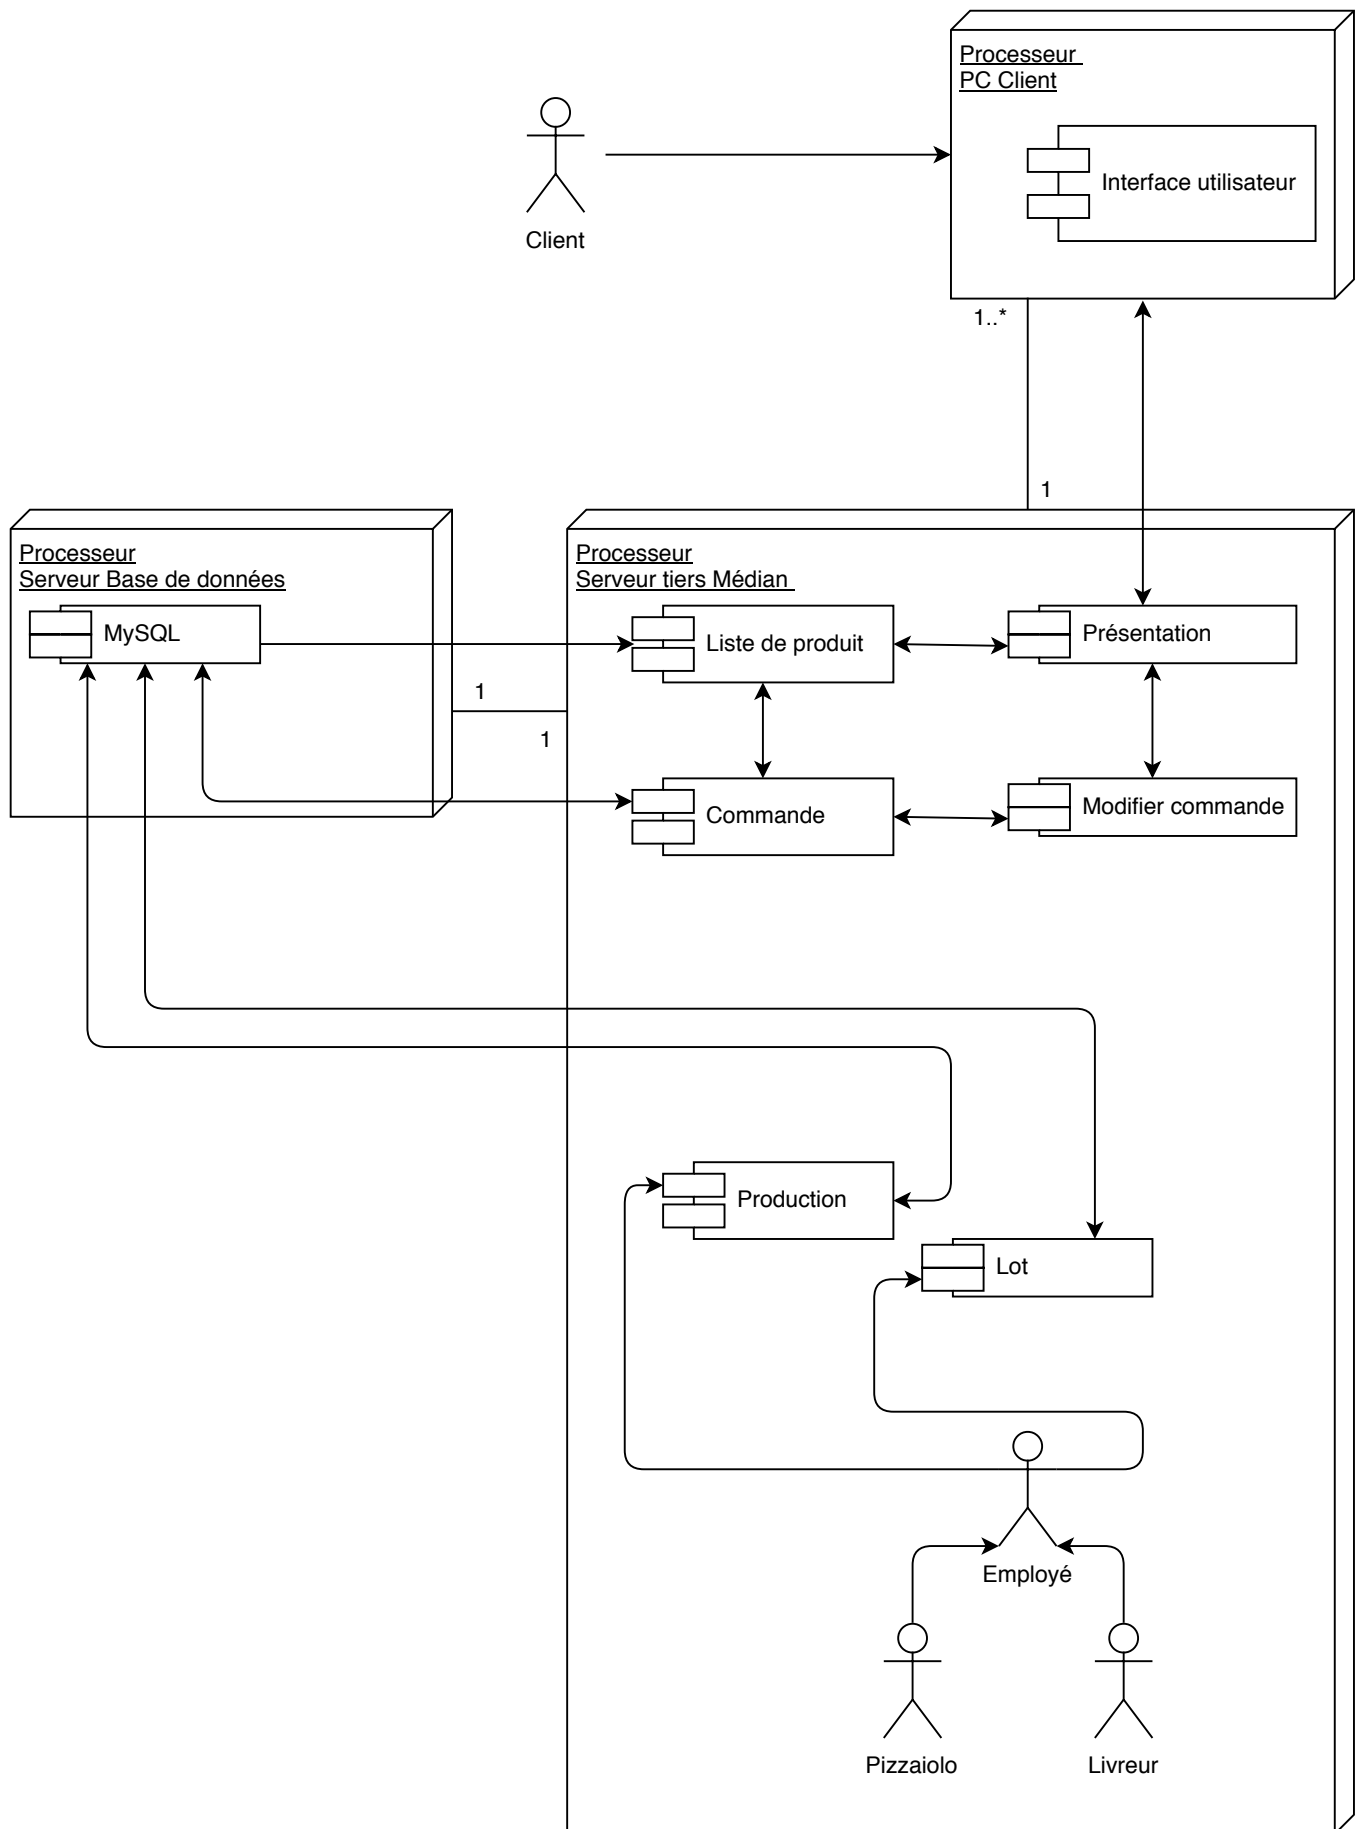 Processeur
PC Client
Interface utilisateur
Client
1..*
1
Processeur
Serveur Base de données
MySQL
Processeur
Serveur tiers Médian
Liste de produit
Présentation
1
1
Commande
Modifier commande
Production
Lot
Employé
Pizzaiolo
Livreur